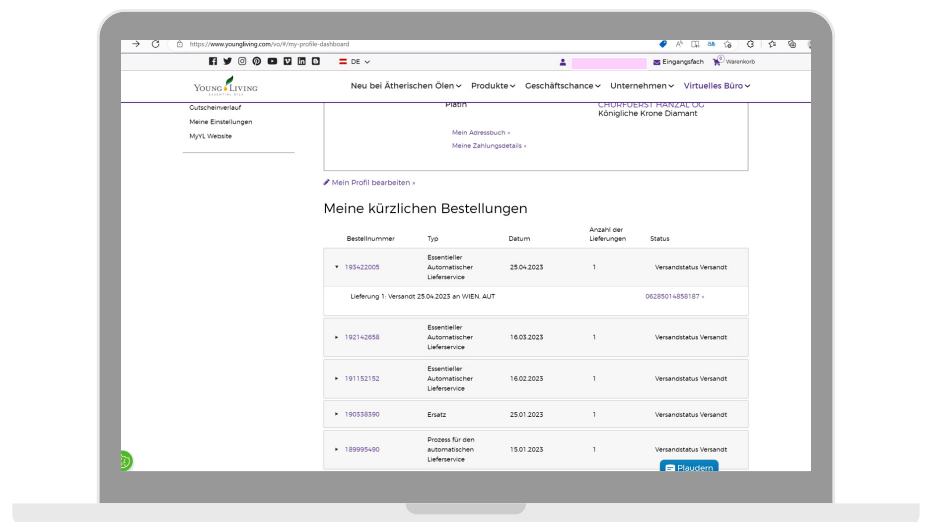 https://www.youngliving.com/vo/#/my-profile-dashboard
DE
Eingangsfach
0
Warenkorb
YOUNG LIVING
ESSENTIAL OILS
Neu bei Ätherischen Ölen
Produkte
Geschäftschance
Unternehmen
Virtuelles Büro
Gutscheinverlauf
Meine Einstellungen
MyYL Website
Platin
CHURFUERST HANZAL OG
Königliche Krone Diamant
Mein Adressbuch »
Meine Zahlungsdetails »
Mein Profil bearbeiten »
Meine kürzlichen Bestellungen
Bestellnummer
Typ
Datum
Anzahl der
Lieferungen
Status
193422005
Essentieller
Automatischer
Lieferservice
25.04.2023
1
Versandstatus Versandt
Lieferung 1: Versandt 25.04.2023 an WIEN, AUT
06285014858187 »
192142658
Essentieller
Automatischer
Lieferservice
16.03.2023
1
Versandstatus Versandt
191152152
Essentieller
Automatischer
Lieferservice
16.02.2023
1
Versandstatus Versandt
190338390
Ersatz
25.01.2023
1
Versandstatus Versandt
189995490
Prozess für den
automatischen
Lieferservice
15.01.2023
1
Versandstatus Versandt
Plaudern